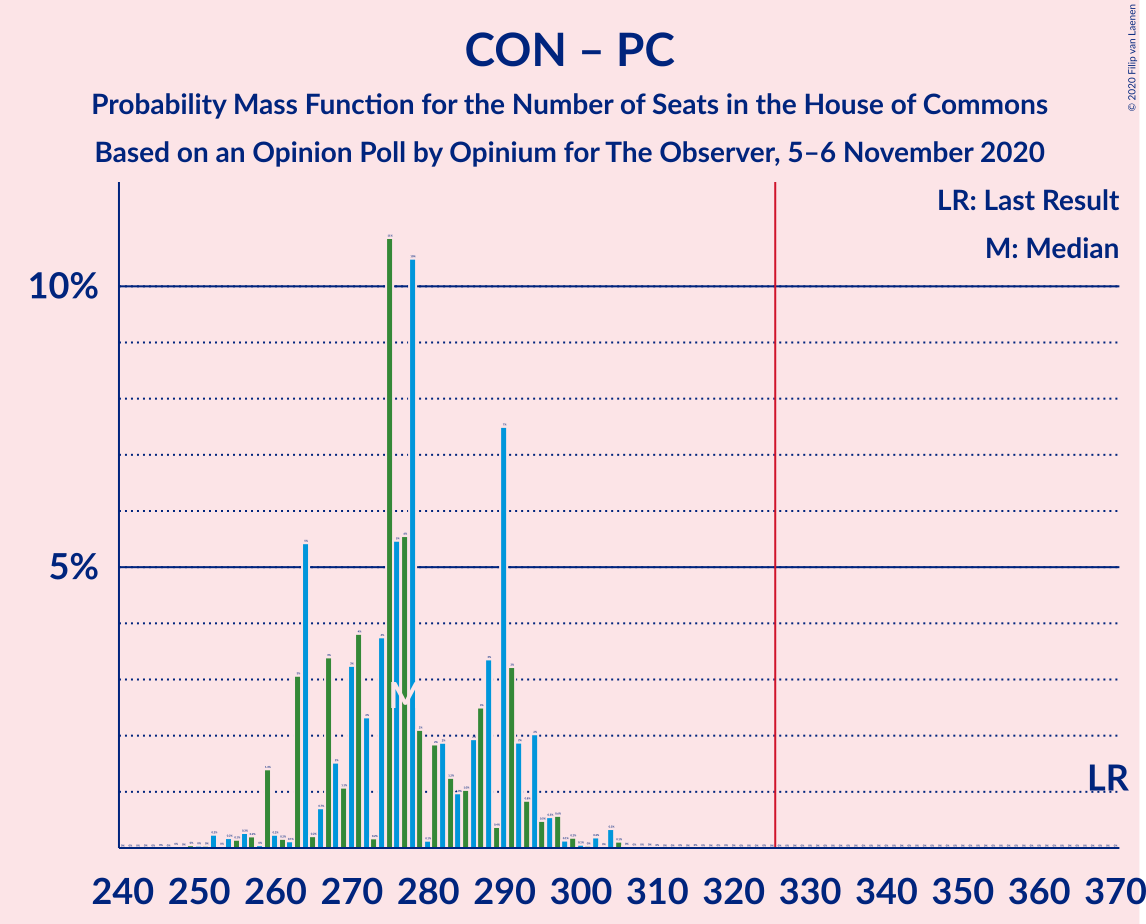 CON – PC
Probability Mass Function for the Number of Seats in the House of Commons
Based on an Opinion Poll by Opinium for The Observer, 5–6 November 2020
© 2020 Filip van Laenen
LR: Last Result
M: Median
10%
5%
M
LR
240 250 260 270 280 290 300 310 320 330 340 350 360 370